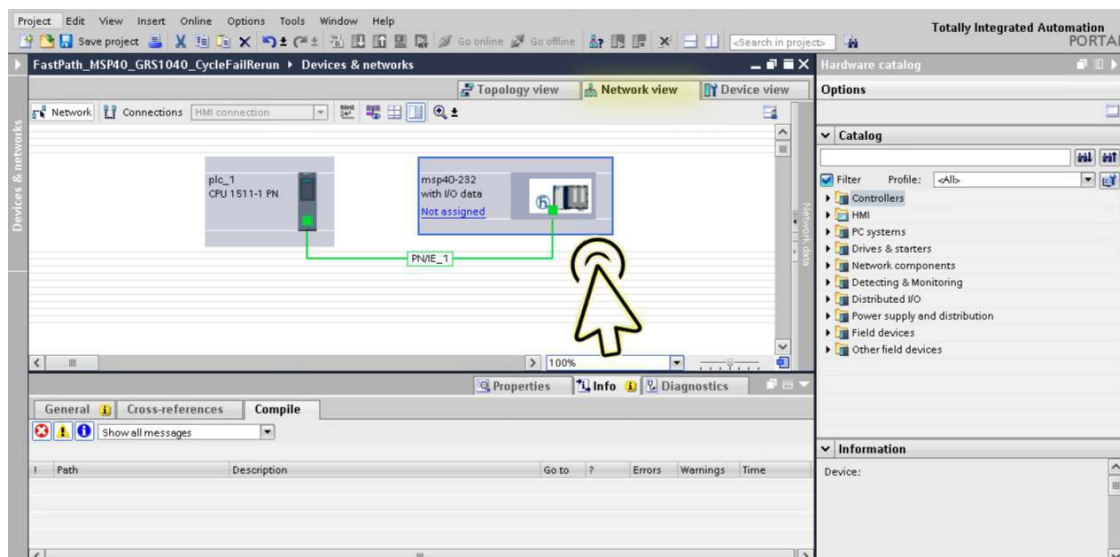 Project Edit View Insert Online Options Tools Window Help
Totally Integrated Automation
PORTAL
Save project Go online Go offline <Search in project>
FastPath_MSP40_GRS1040_CycleFailRerun ▸ Devices & networks
Hardware catalog
Topology view Network view Device view
Options
Network Connections HMI connection
Devices & networks
Catalog
plc_1
CPU 1511-1 PN
msp40-232
with I/O data
Not assigned
Filter Profile: <All>
Controllers
HMI
PC systems
Drives & starters
Network components
Detecting & Monitoring
Distributed I/O
Power supply and distribution
Field devices
Other field devices
Network data
PN/IE_1
100%
Properties Info Diagnostics
General Cross-references Compile
Show all messages
! Path Description Go to ? Errors Warnings Time
Information
Device: